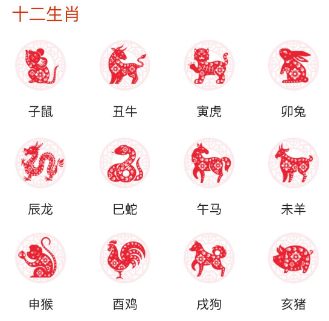 十二生肖
子鼠 丑牛 寅虎 卯兔
辰龙 巳蛇 午马 未羊
申猴 酉鸡 戌狗 亥猪